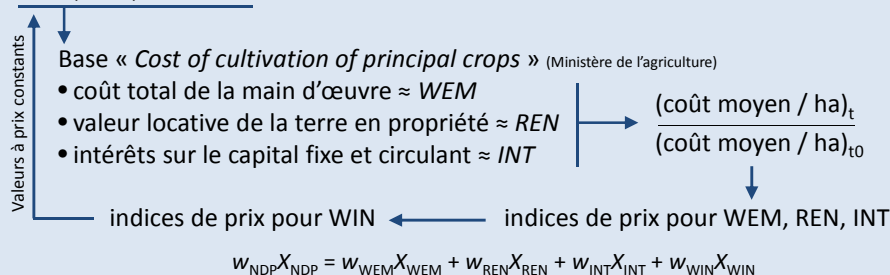 Valeurs à prix constants
Base « Cost of cultivation of principal crops » (Ministère de l'agriculture)
• coût total de la main d'œuvre ≈ WEM
• valeur locative de la terre en propriété ≈ REN
• intérêts sur le capital fixe et circulant ≈ INT
(coût moyen / ha)t
(coût moyen / ha)t0
indices de prix pour WIN
indices de prix pour WEM, REN, INT
wNDPXNDP = wWEMXWEM + wRENXREN + wINTXINT + wWINXWIN